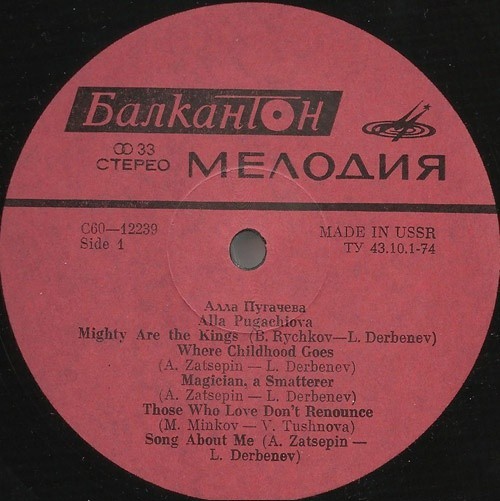 Балкантон
33
СТЕРЕО
МЕЛОДИЯ
С60—12239
Side 1
MADE IN USSR
ТУ 43.10.1-74
Алла Пугачева
Alla Pugachiova
Mighty Are the Kings (B. Rychkov—L. Derbenev)
Where Childhood Goes
(A. Zatsepin — L. Derbenev)
Magician, a Smatterer
(A. Zatsepin — L. Derbenev)
Those Who Love Don't Renounce
(M. Minkov — V. Tushnova)
Song About Me (A. Zatsepin —
L. Derbenev)